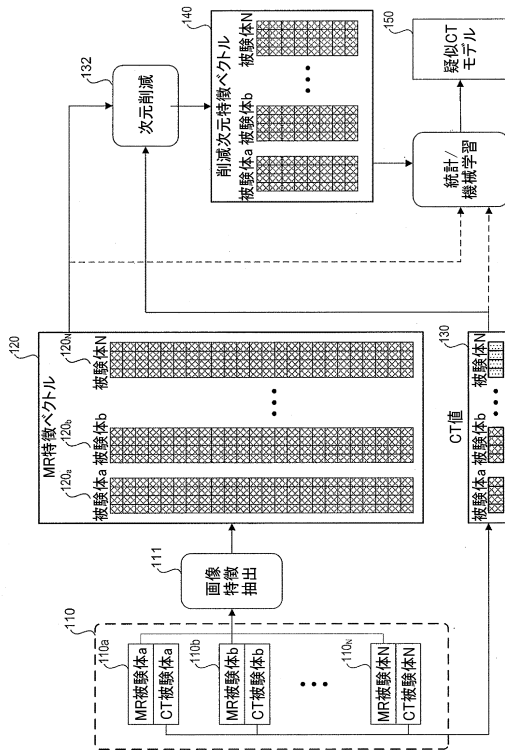 110
110a
MR被験体a
CT被験体a
110b
MR被験体b
CT被験体b
110N
MR被験体N
CT被験体N
111
画像
特徴
抽出
120
MR特徴ベクトル
120a
被験体a
120b
被験体b
120N
被験体N
CT値
130
被験体a
被験体b
被験体N
132
次元削減
140
削減次元特徴ベクトル
被験体a
被験体b
被験体N
統計/
機械学習
150
疑似CT
モデル